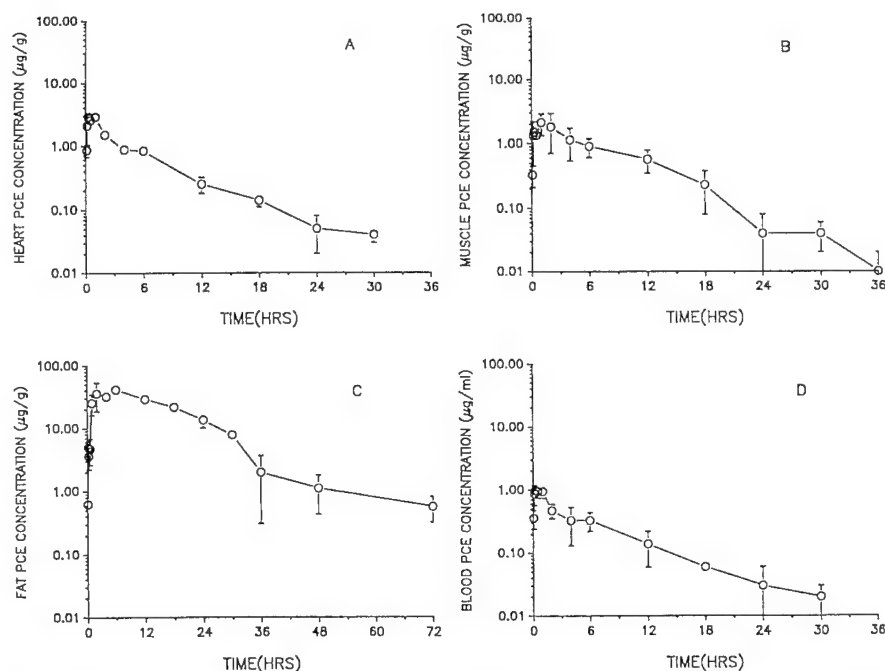 A
HEART PCE CONCENTRATION (μg/g)
100.00
10.00
1.00
0.10
0.01
0 6 12 18 24 30 36
TIME(HRS)
B
MUSCLE PCE CONCENTRATION (μg/g)
100.00
10.00
1.00
0.10
0.01
0 6 12 18 24 30 36
TIME(HRS)
C
FAT PCE CONCENTRATION (μg/g)
100.00
10.00
1.00
0.10
0.01
0 12 24 36 48 60 72
TIME(HRS)
D
BLOOD PCE CONCENTRATION (μg/ml)
100.00
10.00
1.00
0.10
0.01
0 6 12 18 24 30 36
TIME(HRS)